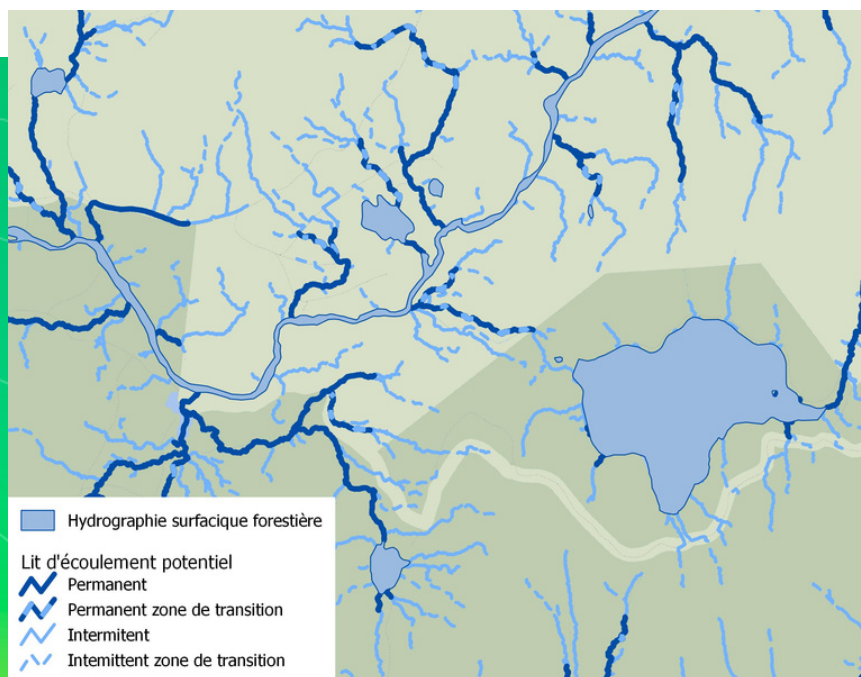 Hydrographie surfacique forestière
Lit d'écoulement potentiel
Permanent
Permanent zone de transition
Intermitent
Intemittent zone de transition